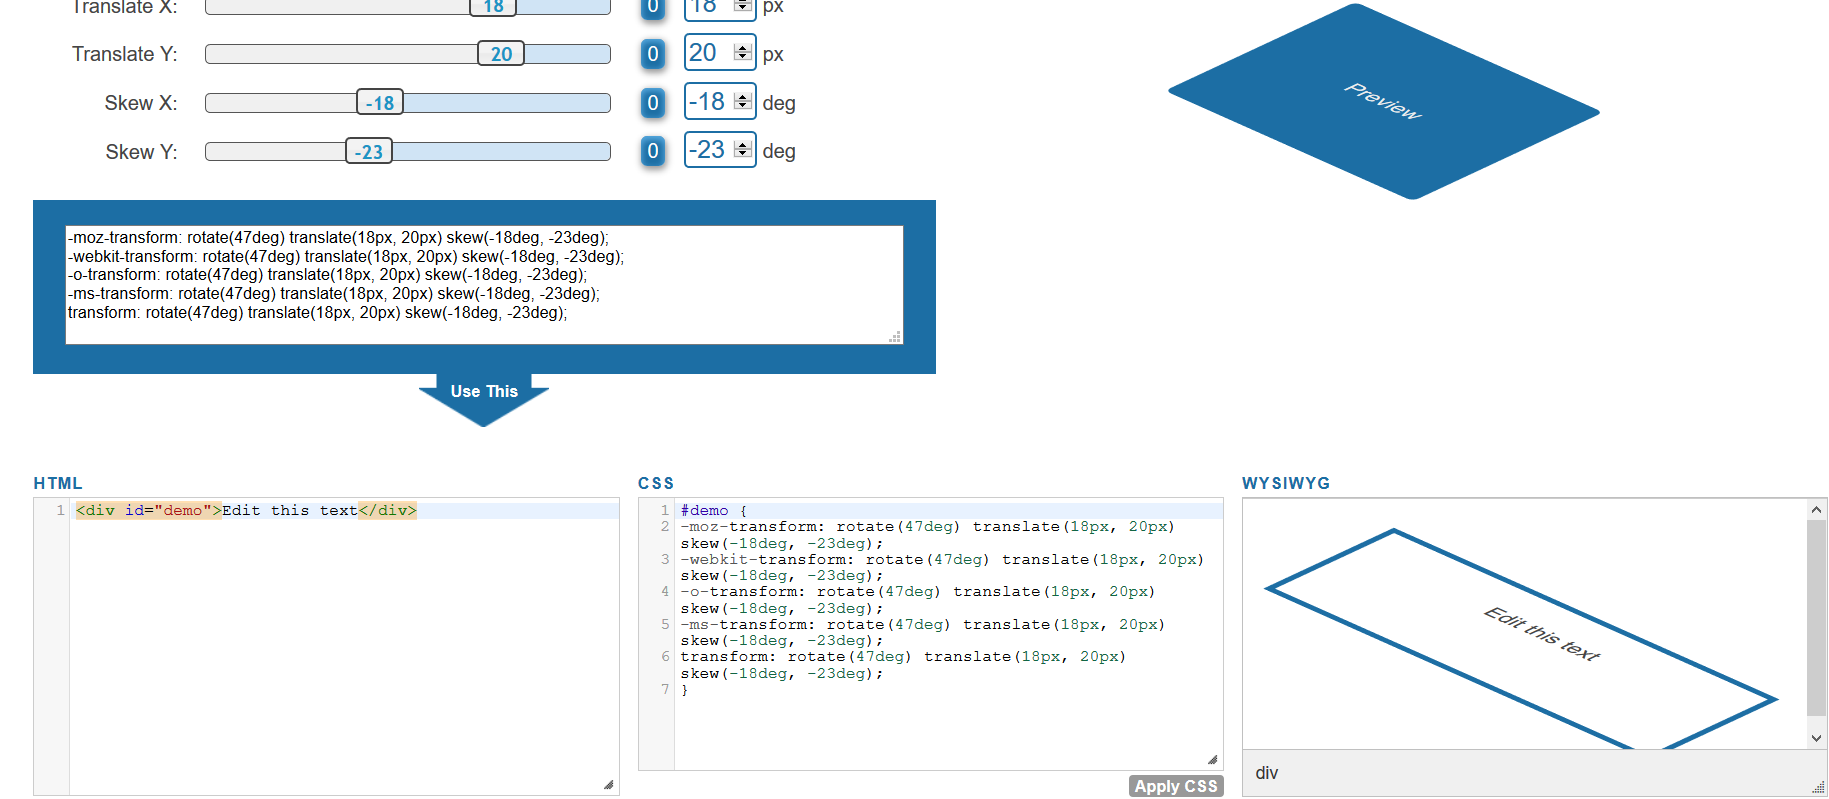 Translate X: 18 0 18 px
Translate Y: 20 0 20 px
Skew X: -18 0 -18 deg
Skew Y: -23 0 -23 deg
Preview
-moz-transform: rotate(47deg) translate(18px, 20px) skew(-18deg, -23deg);
-webkit-transform: rotate(47deg) translate(18px, 20px) skew(-18deg, -23deg);
-o-transform: rotate(47deg) translate(18px, 20px) skew(-18deg, -23deg);
-ms-transform: rotate(47deg) translate(18px, 20px) skew(-18deg, -23deg);
transform: rotate(47deg) translate(18px, 20px) skew(-18deg, -23deg);
Use This
HTML
1 <div id="demo">Edit this text</div>
CSS
1 #demo {
2 -moz-transform: rotate(47deg) translate(18px, 20px)
skew(-18deg, -23deg);
3 -webkit-transform: rotate(47deg) translate(18px, 20px)
skew(-18deg, -23deg);
4 -o-transform: rotate(47deg) translate(18px, 20px)
skew(-18deg, -23deg);
5 -ms-transform: rotate(47deg) translate(18px, 20px)
skew(-18deg, -23deg);
6 transform: rotate(47deg) translate(18px, 20px)
skew(-18deg, -23deg);
7 }
Apply CSS
WYSIWYG
Edit this text
div